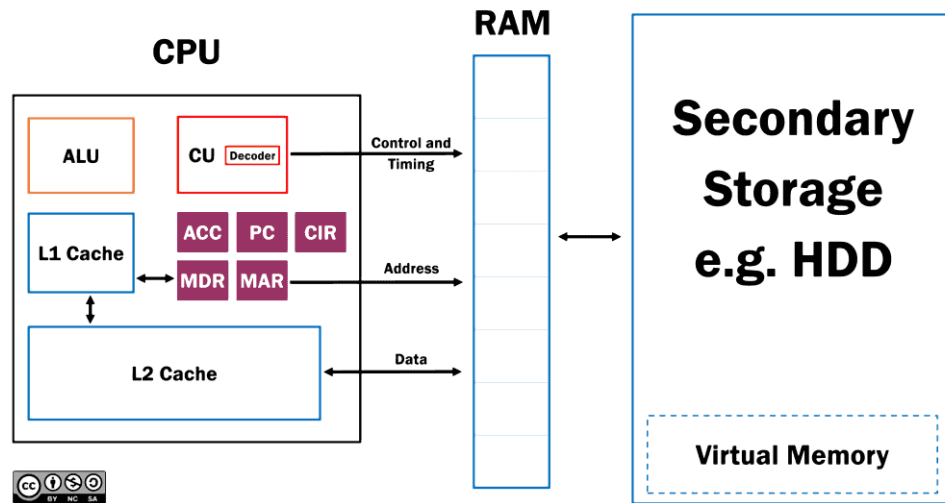 CPU
RAM
ALU
CU
Decoder
Control and
Timing
L1 Cache
ACC
PC
CIR
MDR
MAR
Address
L2 Cache
Data
Secondary
Storage
e.g. HDD
Virtual Memory
cc
BY NC SA